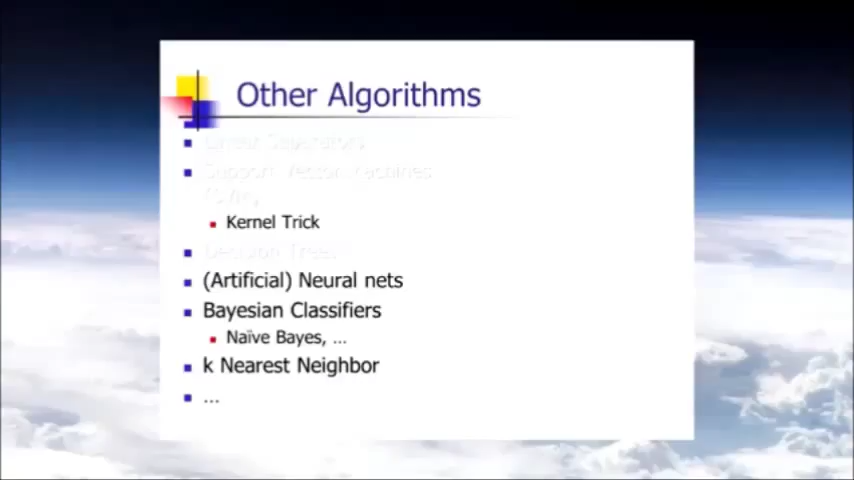 Other Algorithms
Linear Separators
Support Vector Machines
Kernel Trick
Decision Trees
(Artificial) Neural nets
Bayesian Classifiers
Naïve Bayes, ...
k Nearest Neighbor
...